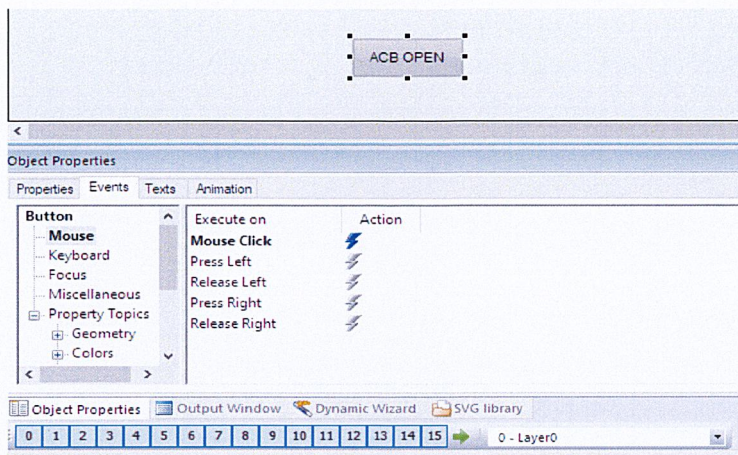 ACB OPEN
Object Properties
Properties Events Texts Animation
Button
Mouse
Keyboard
Focus
Miscellaneous
Property Topics
Geometry
Colors
Execute on Action
Mouse Click
Press Left
Release Left
Press Right
Release Right
Object Properties Output Window Dynamic Wizard SVG library
0 1 2 3 4 5 6 7 8 9 10 11 12 13 14 15 0 - Layer0